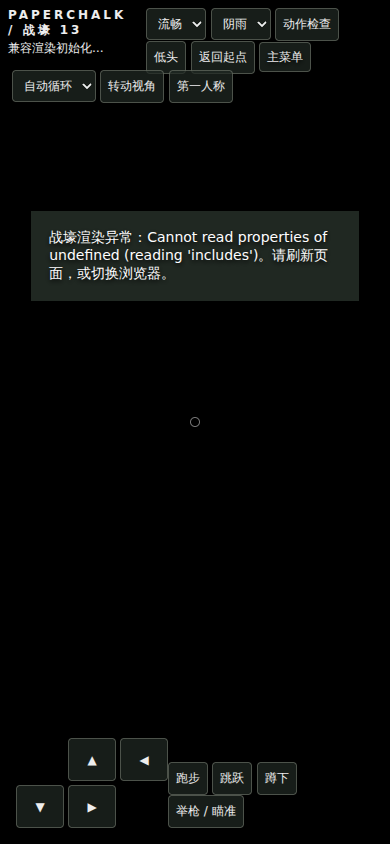 PAPERCHALK
/ 战壕 13
兼容渲染初始化...
流畅 阴雨 动作检查
低头 返回起点 主菜单
自动循环 转动视角 第一人称
战壕渲染异常：Cannot read properties of
undefined (reading 'includes')。请刷新页
面，或切换浏览器。
▲ ◀
跑步 跳跃 蹲下
▼ ▶
举枪 / 瞄准